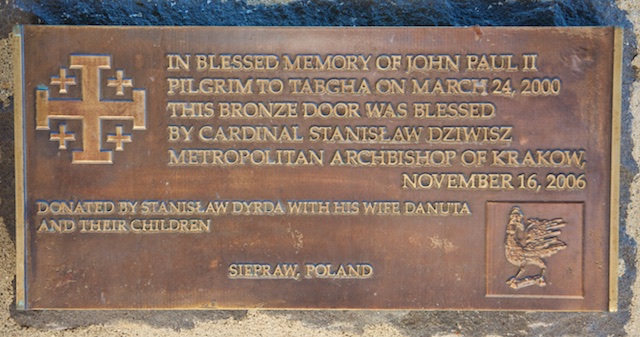 IN BLESSED MEMORY OF JOHN PAUL II
PILGRIM TO TABGHA ON MARCH 24, 2000
THIS BRONZE DOOR WAS BLESSED
BY CARDINAL STANISŁAW DZIWISZ
METROPOLITAN ARCHBISHOP OF KRAKOW,
NOVEMBER 16, 2006
DONATED BY STANISŁAW DYRDA WITH HIS WIFE DANUTA
AND THEIR CHILDREN
SIEPRAW, POLAND